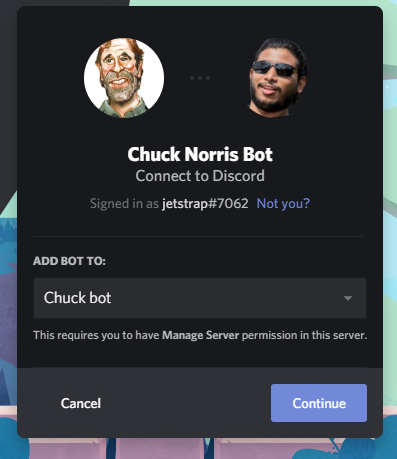 Chuck Norris Bot
Connect to Discord
Signed in as jetstrap#7062 Not you?
ADD BOT TO:
Chuck bot
This requires you to have Manage Server permission in this server.
Cancel Continue